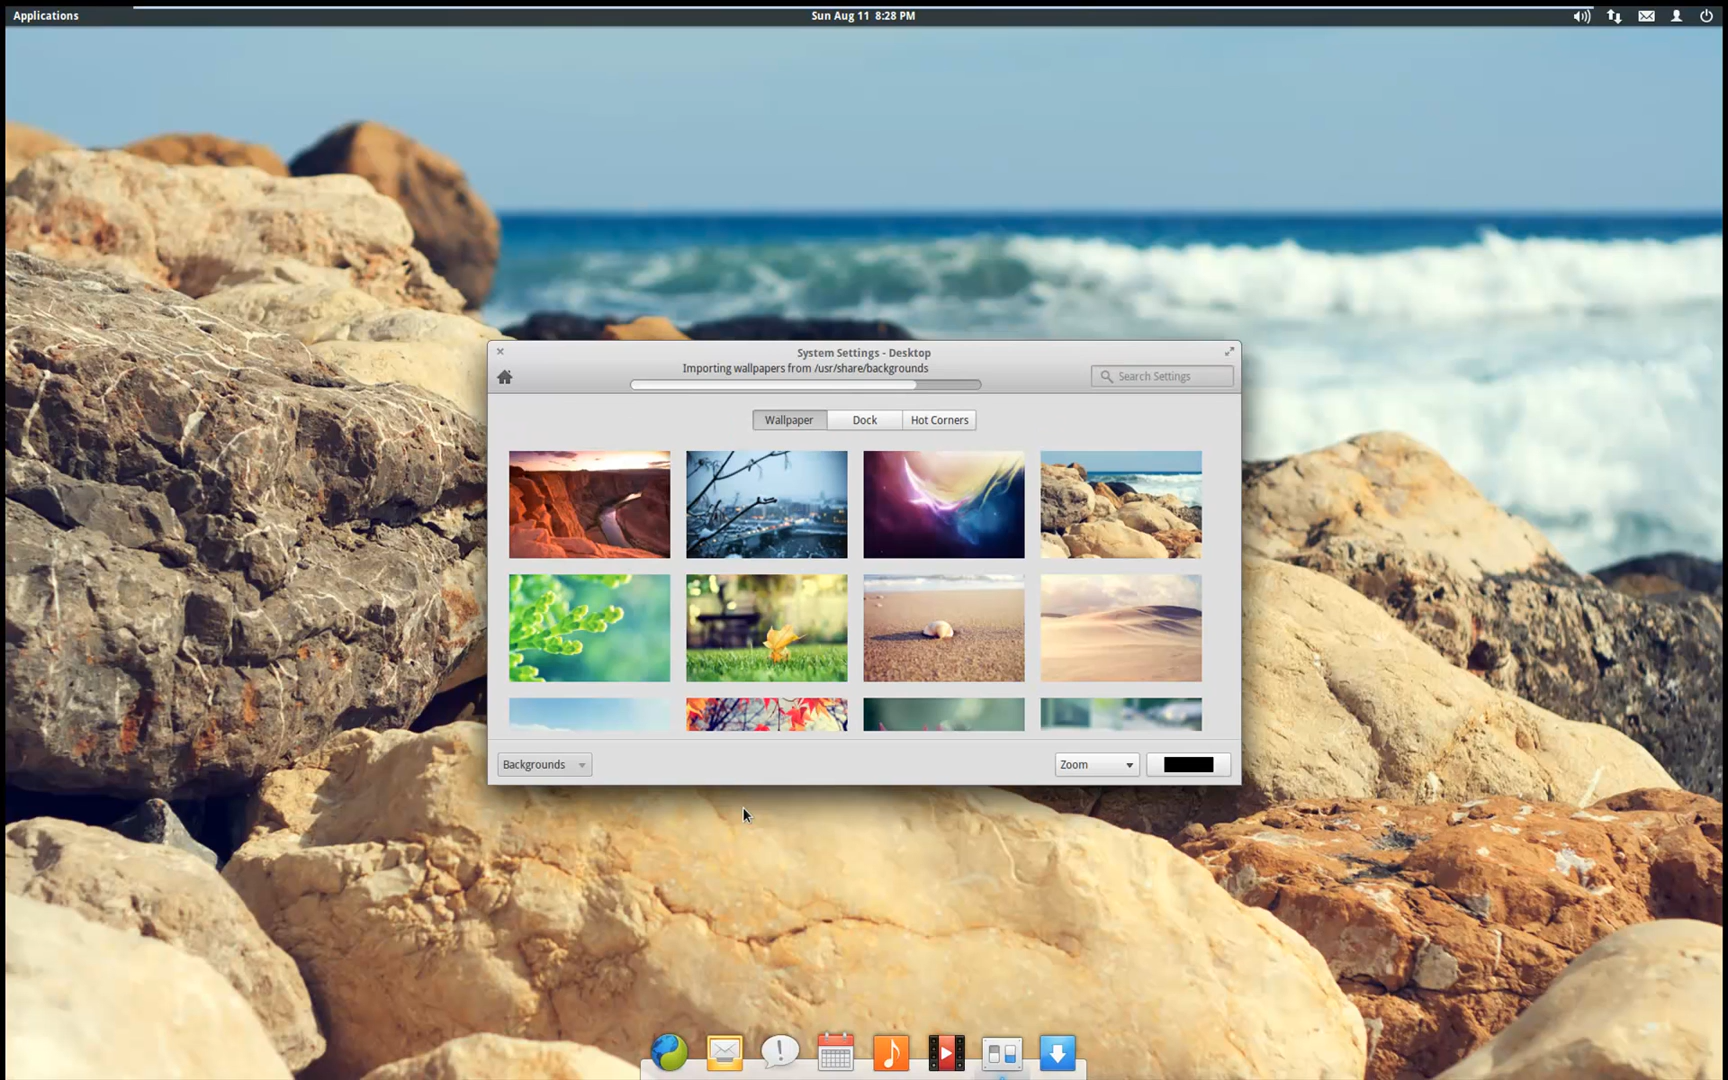 Applications
Sun Aug 11 8:28 PM
System Settings - Desktop
Importing wallpapers from /usr/share/backgrounds
Search Settings
Wallpaper
Dock
Hot Corners
Backgrounds
Zoom